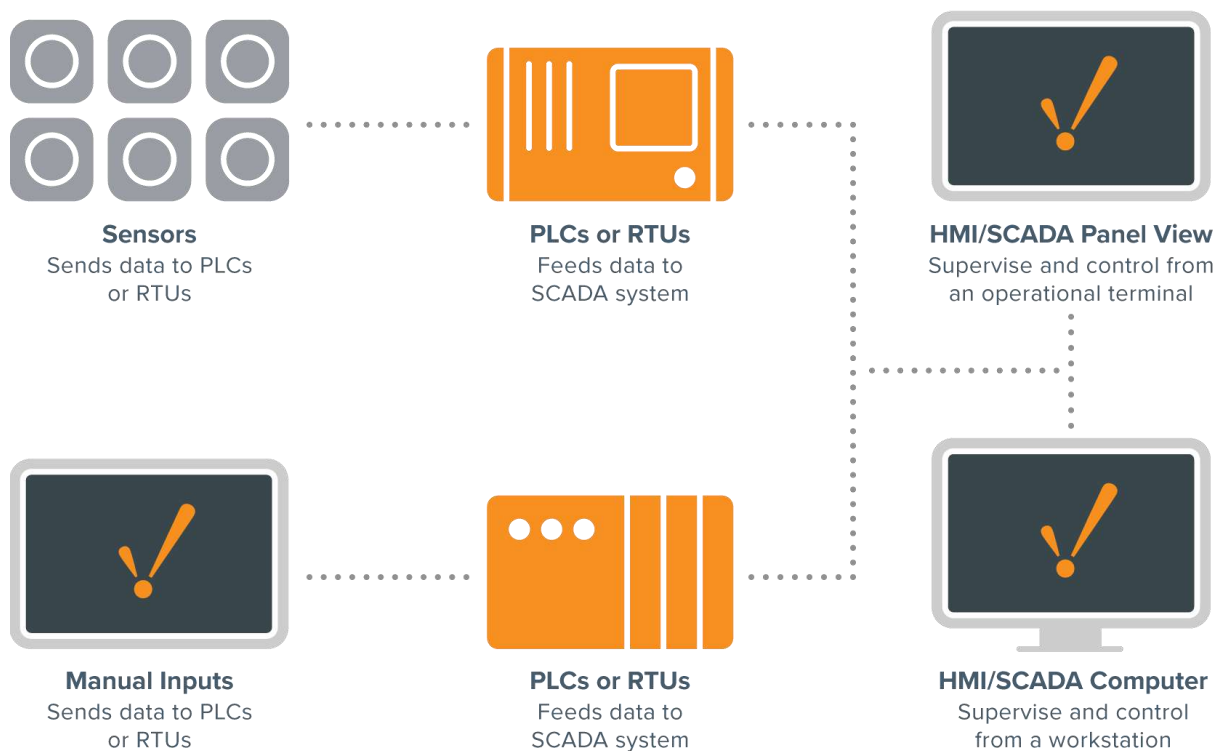 Sensors
Sends data to PLCs
or RTUs
PLCs or RTUs
Feeds data to
SCADA system
HMI/SCADA Panel View
Supervise and control from
an operational terminal
Manual Inputs
Sends data to PLCs
or RTUs
PLCs or RTUs
Feeds data to
SCADA system
HMI/SCADA Computer
Supervise and control
from a workstation